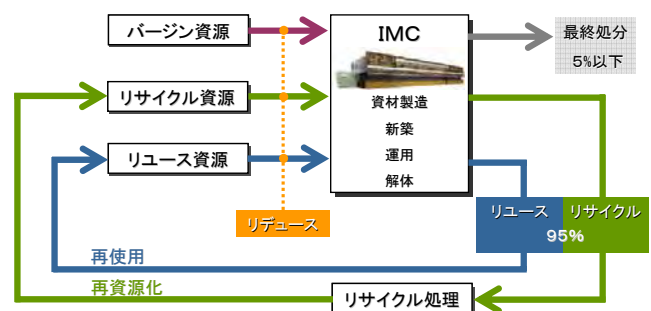 バージン資源
IMC
最終処分
5%以下
リサイクル資源
資材製造
新築
リユース資源
運用
解体
リユース
リサイクル
リデュース
95%
再使用
再資源化
リサイクル処理